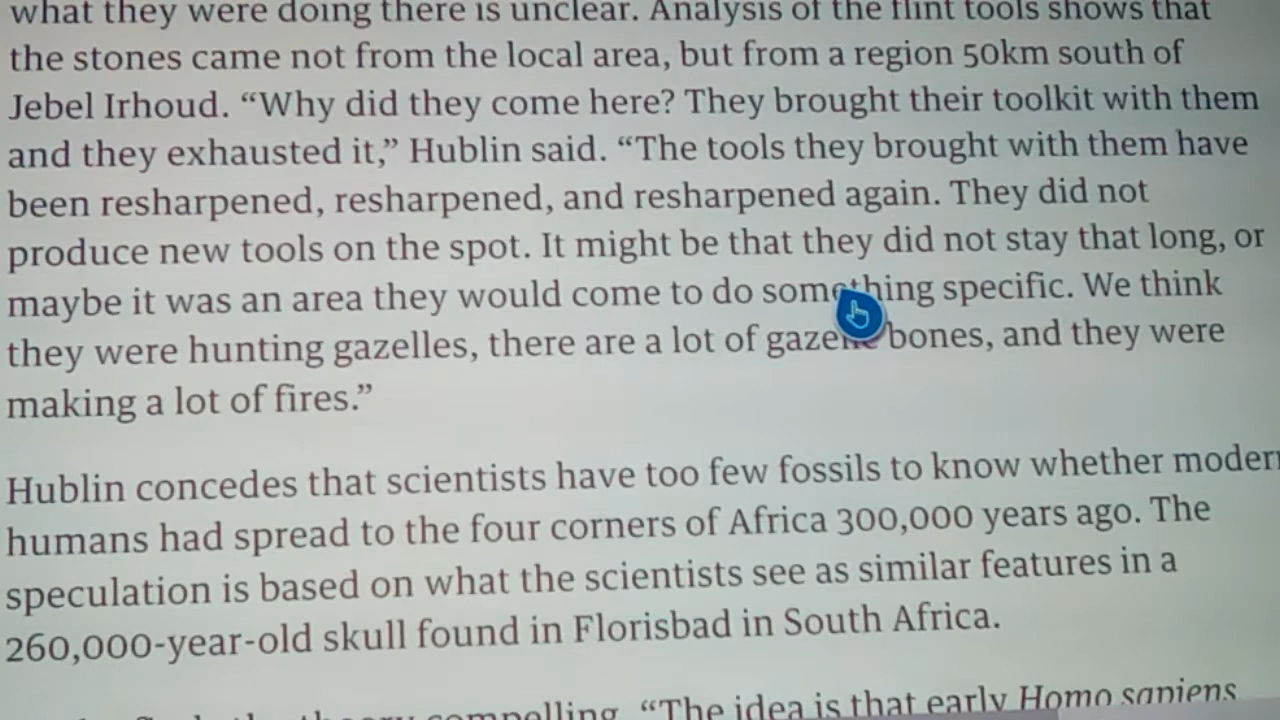 what they were doing there is unclear. Analysis of the flint tools shows that
the stones came not from the local area, but from a region 50km south of
Jebel Irhoud. “Why did they come here? They brought their toolkit with them
and they exhausted it,” Hublin said. “The tools they brought with them have
been resharpened, resharpened, and resharpened again. They did not
produce new tools on the spot. It might be that they did not stay that long, or
maybe it was an area they would come to do something specific. We think
they were hunting gazelles, there are a lot of gazelle bones, and they were
making a lot of fires.”
Hublin concedes that scientists have too few fossils to know whether modern
humans had spread to the four corners of Africa 300,000 years ago. The
speculation is based on what the scientists see as similar features in a
260,000-year-old skull found in Florisbad in South Africa.
the theory compelling. “The idea is that early Homo sapiens